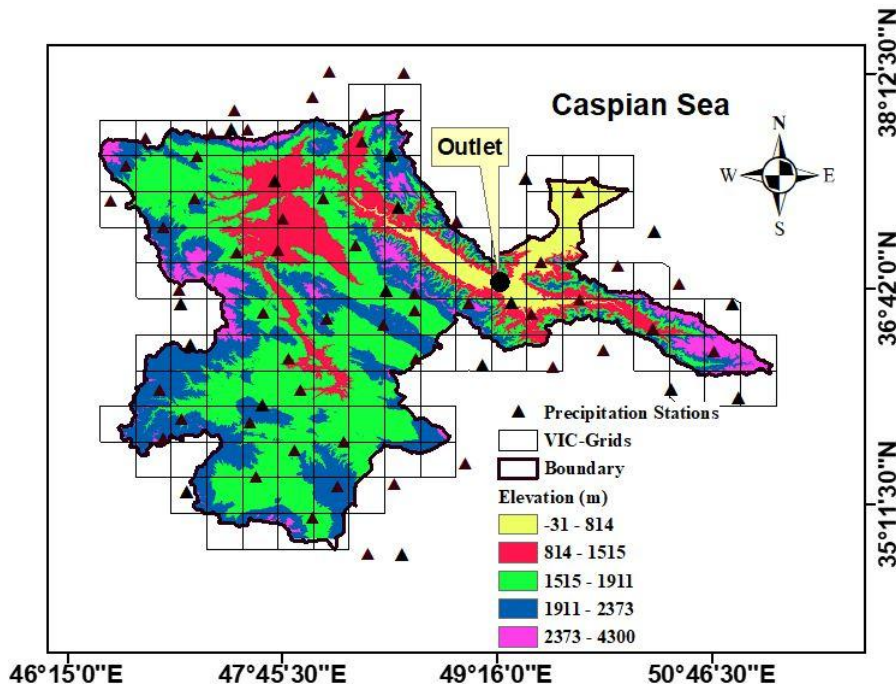 Caspian Sea
Outlet
N
W
E
S
38°12'30"N
36°42'0"N
35°11'30"N
Precipitation Stations
VIC-Grids
Boundary
Elevation (m)
-31 - 814
814 - 1515
1515 - 1911
1911 - 2373
2373 - 4300
46°15'0"E
47°45'30"E
49°16'0"E
50°46'30"E